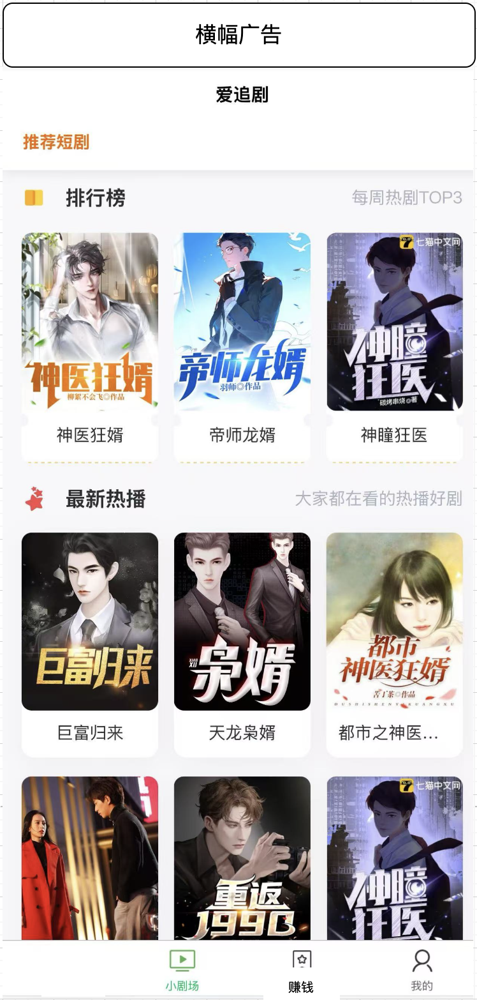 横幅广告
爱追剧
推荐短剧
排行榜
每周热剧TOP3
神医狂婿
柳絮不会飞◎作品
帝师龙婿
羽师◎作品
七猫中文网
神瞳狂医
碳烤串烧◎著
神医狂婿
帝师龙婿
神瞳狂医
最新热播
大家都在看的热播好剧
巨富归来
XIAO
XU
枭婿
都市
神医狂婿
苦丁茶◎作品
DUSHISHENYIKUANGXU
巨富归来
天龙枭婿
都市之神医...
重返
1990
七猫中文网
神瞳
狂医
小剧场
赚钱
我的